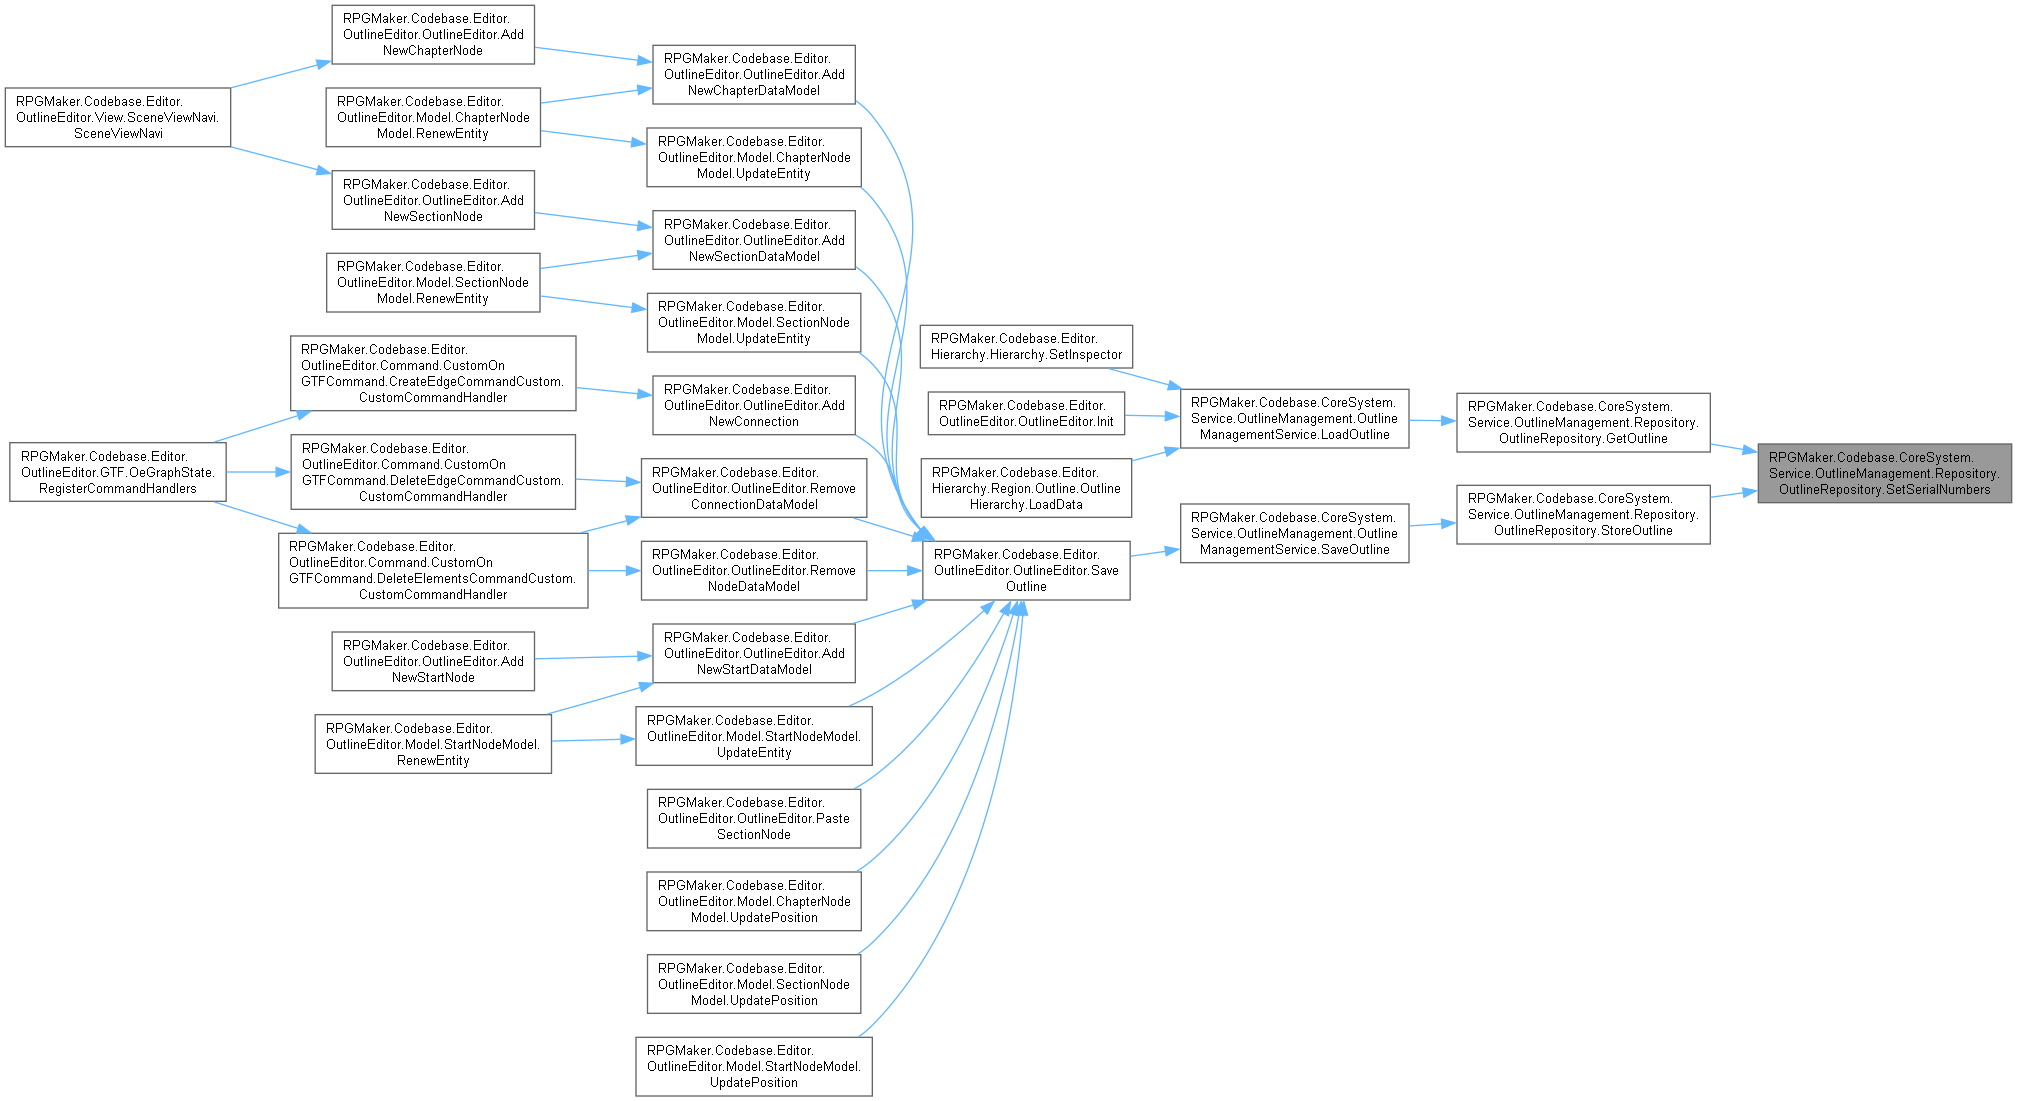 RPGMaker.Codebase.Editor.
OutlineEditor.OutlineEditor.Add
NewChapterNode
RPGMaker.Codebase.Editor.
OutlineEditor.View.SceneViewNavi.
SceneViewNavi
RPGMaker.Codebase.Editor.
OutlineEditor.Model.ChapterNode
Model.RenewEntity
RPGMaker.Codebase.Editor.
OutlineEditor.OutlineEditor.Add
NewSectionNode
RPGMaker.Codebase.Editor.
OutlineEditor.Model.SectionNode
Model.RenewEntity
RPGMaker.Codebase.Editor.
OutlineEditor.Command.CustomOn
GTFCommand.CreateEdgeCommandCustom.
CustomCommandHandler
RPGMaker.Codebase.Editor.
OutlineEditor.GTF.OeGraphState.
RegisterCommandHandlers
RPGMaker.Codebase.Editor.
OutlineEditor.Command.CustomOn
GTFCommand.DeleteEdgeCommandCustom.
CustomCommandHandler
RPGMaker.Codebase.Editor.
OutlineEditor.Command.CustomOn
GTFCommand.DeleteElementsCommandCustom.
CustomCommandHandler
RPGMaker.Codebase.Editor.
OutlineEditor.OutlineEditor.Add
NewStartNode
RPGMaker.Codebase.Editor.
OutlineEditor.Model.StartNodeModel.
RenewEntity
RPGMaker.Codebase.Editor.
OutlineEditor.OutlineEditor.Add
NewChapterDataModel
RPGMaker.Codebase.Editor.
OutlineEditor.Model.ChapterNode
Model.UpdateEntity
RPGMaker.Codebase.Editor.
OutlineEditor.OutlineEditor.Add
NewSectionDataModel
RPGMaker.Codebase.Editor.
OutlineEditor.Model.SectionNode
Model.UpdateEntity
RPGMaker.Codebase.Editor.
OutlineEditor.OutlineEditor.Add
NewConnection
RPGMaker.Codebase.Editor.
OutlineEditor.OutlineEditor.Remove
ConnectionDataModel
RPGMaker.Codebase.Editor.
OutlineEditor.OutlineEditor.Remove
NodeDataModel
RPGMaker.Codebase.Editor.
OutlineEditor.OutlineEditor.Add
NewStartDataModel
RPGMaker.Codebase.Editor.
OutlineEditor.Model.StartNodeModel.
UpdateEntity
RPGMaker.Codebase.Editor.
OutlineEditor.OutlineEditor.Paste
SectionNode
RPGMaker.Codebase.Editor.
OutlineEditor.Model.ChapterNode
Model.UpdatePosition
RPGMaker.Codebase.Editor.
OutlineEditor.Model.SectionNode
Model.UpdatePosition
RPGMaker.Codebase.Editor.
OutlineEditor.Model.StartNodeModel.
UpdatePosition
RPGMaker.Codebase.Editor.
Hierarchy.Hierarchy.SetInspector
RPGMaker.Codebase.Editor.
OutlineEditor.OutlineEditor.Init
RPGMaker.Codebase.Editor.
Hierarchy.Region.Outline.Outline
Hierarchy.LoadData
RPGMaker.Codebase.Editor.
OutlineEditor.OutlineEditor.Save
Outline
RPGMaker.Codebase.CoreSystem.
Service.OutlineManagement.Outline
ManagementService.LoadOutline
RPGMaker.Codebase.CoreSystem.
Service.OutlineManagement.Outline
ManagementService.SaveOutline
RPGMaker.Codebase.CoreSystem.
Service.OutlineManagement.Repository.
OutlineRepository.GetOutline
RPGMaker.Codebase.CoreSystem.
Service.OutlineManagement.Repository.
OutlineRepository.StoreOutline
RPGMaker.Codebase.CoreSystem.
Service.OutlineManagement.Repository.
OutlineRepository.SetSerialNumbers